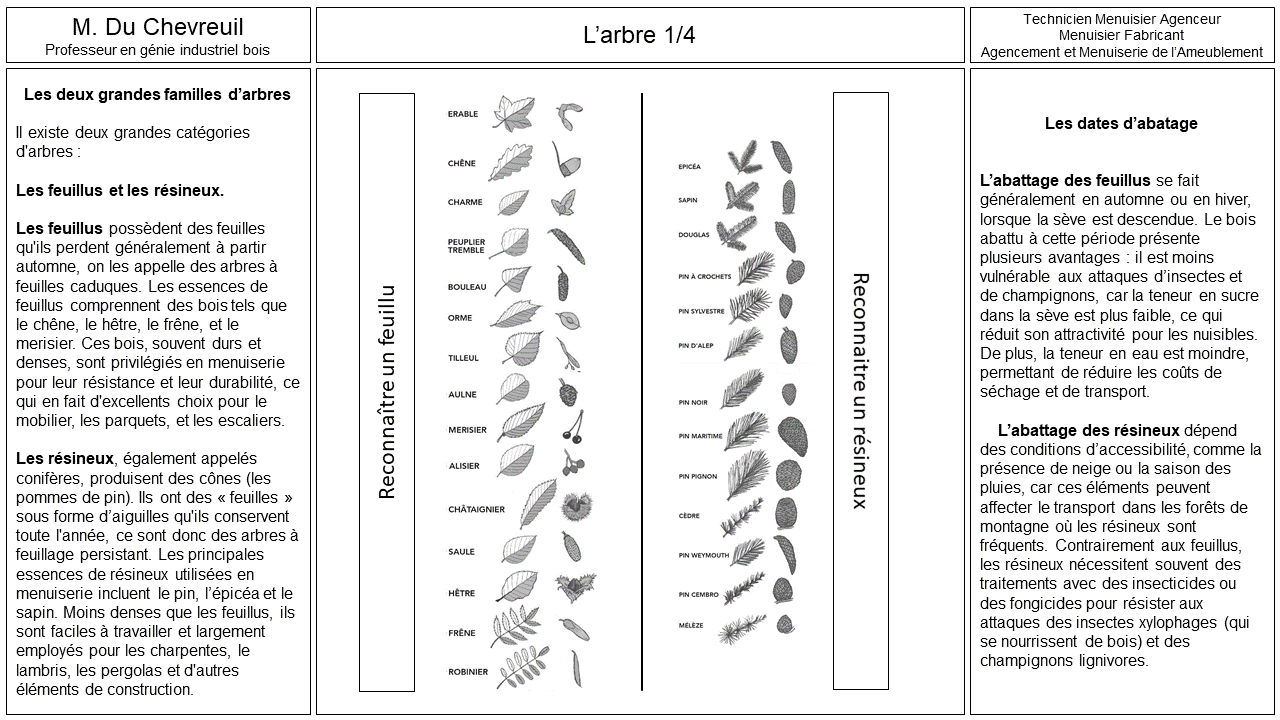 M. Du Chevreuil
Professeur en génie industriel bois
L'arbre 1/4
Technicien Menuisier Agenceur
Menuisier Fabricant
Agencement et Menuiserie de l'Ameublement
Les deux grandes familles d'arbres
Il existe deux grandes catégories
d'arbres :
Les feuillus et les résineux.
Les feuillus possèdent des feuilles
qu'ils perdent généralement à partir
automne, on les appelle des arbres à
feuilles caduques. Les essences de
feuillus comprennent des bois tels que
le chêne, le hêtre, le frêne, et le
merisier. Ces bois, souvent durs et
denses, sont privilégiés en menuiserie
pour leur résistance et leur durabilité, ce
qui en fait d'excellents choix pour le
mobilier, les parquets, et les escaliers.
Les résineux, également appelés
conifères, produisent des cônes (les
pommes de pin). Ils ont des « feuilles »
sous forme d'aiguilles qu'ils conservent
toute l'année, ce sont donc des arbres à
feuillage persistant. Les principales
essences de résineux utilisées en
menuiserie incluent le pin, l'épicéa et le
sapin. Moins denses que les feuillus, ils
sont faciles à travailler et largement
employés pour les charpentes, le
lambris, les pergolas et d'autres
éléments de construction.
Reconnaître un feuillu
ERABLE
CHÊNE
CHARME
PEUPLIER
TREMBLE
BOULEAU
ORME
TILLEUL
AULNE
MERISIER
ALISIER
CHÂTAIGNIER
SAULE
HÊTRE
FRÊNE
ROBINIER
EPICÉA
SAPIN
DOUGLAS
PIN À CROCHETS
PIN SYLVESTRE
PIN D'ALEP
PIN NOIR
PIN MARITIME
PIN PIGNON
CÈDRE
PIN WEYMOUTH
PIN CEMBRO
MÉLÈZE
Reconnaitre un résineux
Les dates d'abatage
L'abattage des feuillus se fait
généralement en automne ou en hiver,
lorsque la sève est descendue. Le bois
abattu à cette période présente
plusieurs avantages : il est moins
vulnérable aux attaques d'insectes et
de champignons, car la teneur en sucre
dans la sève est plus faible, ce qui
réduit son attractivité pour les nuisibles.
De plus, la teneur en eau est moindre,
permettant de réduire les coûts de
séchage et de transport.
L'abattage des résineux dépend
des conditions d'accessibilité, comme la
présence de neige ou la saison des
pluies, car ces éléments peuvent
affecter le transport dans les forêts de
montagne où les résineux sont
fréquents. Contrairement aux feuillus,
les résineux nécessitent souvent des
traitements avec des insecticides ou
des fongicides pour résister aux
attaques des insectes xylophages (qui
se nourrissent de bois) et des
champignons lignivores.